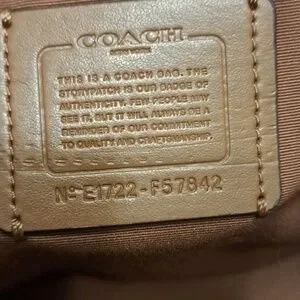 COACH
THIS IS A COACH BAG. THE
STORYPATCH IS OUR BADGE OF
AUTHENTICITY. FEW PEOPLE MAY
SEE IT, BUT IT WILL ALWAYS BE A
REMINDER OF OUR COMMITMENT
TO QUALITY AND CRAFTSMANSHIP.
Nº E1722-F57842